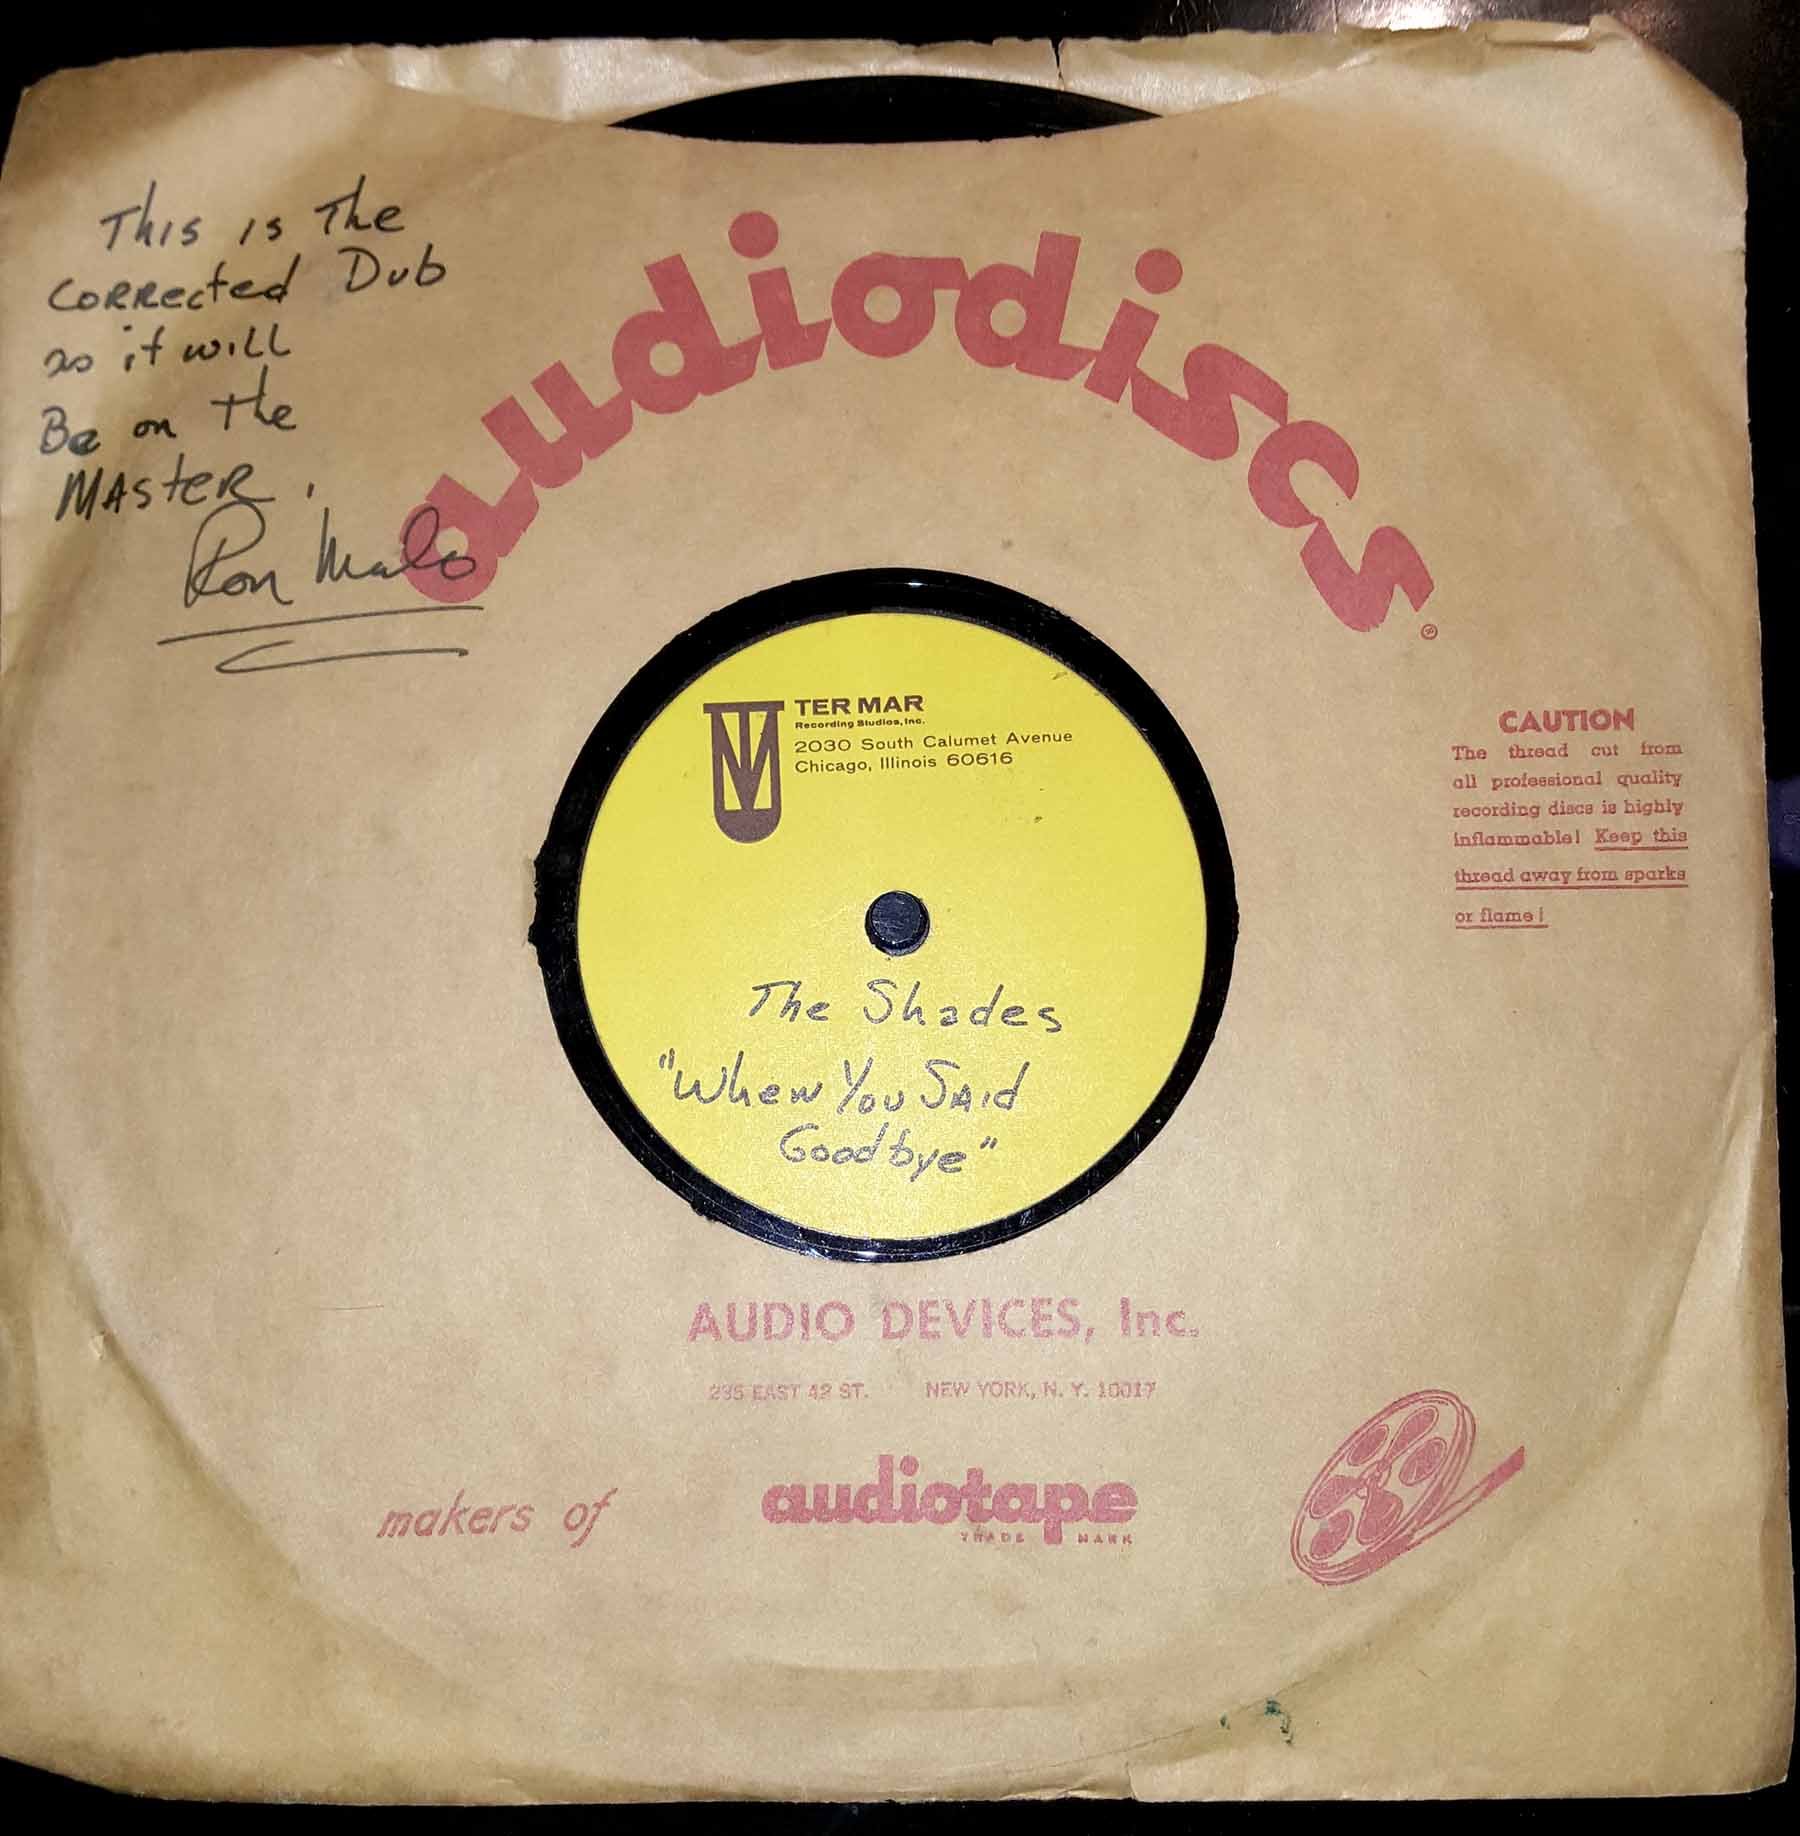 This is The
Corrected Dub
as it will
Be on The
Master.
Ron Malo
audiodiscs
TER MAR
Recording Studios, Inc.
2030 South Calumet Avenue
Chicago, Illinois 60616
CAUTION
The thread cut from
all professional quality
recording discs is highly
inflammable! Keep this
thread away from sparks
or flame!
The Shades
"When You Said
Goodbye"
AUDIO DEVICES, Inc.
235 EAST 42 ST. NEW YORK, N. Y. 10017
makers of audiotape
TRADE MARK